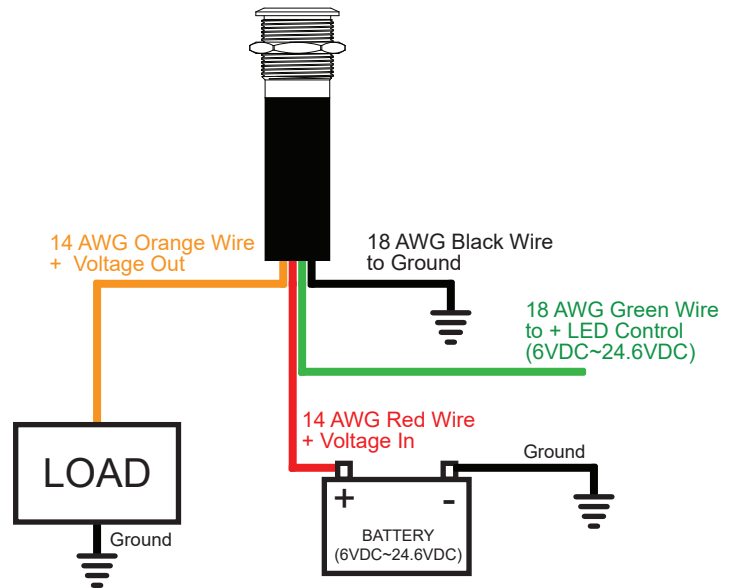 14 AWG Orange Wire
+ Voltage Out
18 AWG Black Wire
to Ground
18 AWG Green Wire
to + LED Control
(6VDC~24.6VDC)
14 AWG Red Wire
+ Voltage In
Ground
LOAD
Ground
+ -
BATTERY
(6VDC~24.6VDC)